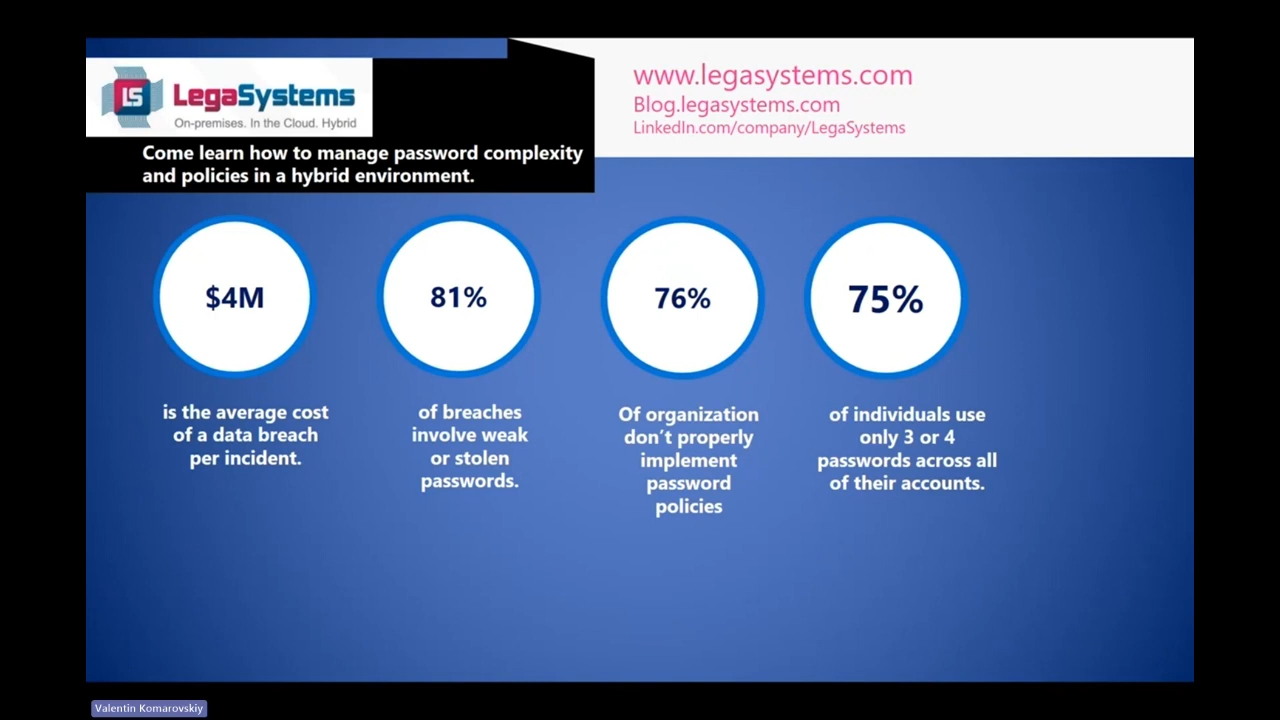 LS
LegaSystems
On-premises. In the Cloud. Hybrid
www.legasystems.com
Blog.legasystems.com
LinkedIn.com/company/LegaSystems
Come learn how to manage password complexity
and policies in a hybrid environment.
$4M
is the average cost
of a data breach
per incident.
81%
of breaches
involve weak
or stolen
passwords.
76%
Of organization
don't properly
implement
password
policies
75%
of individuals use
only 3 or 4
passwords across all
of their accounts.
Valentin Komarovskiy